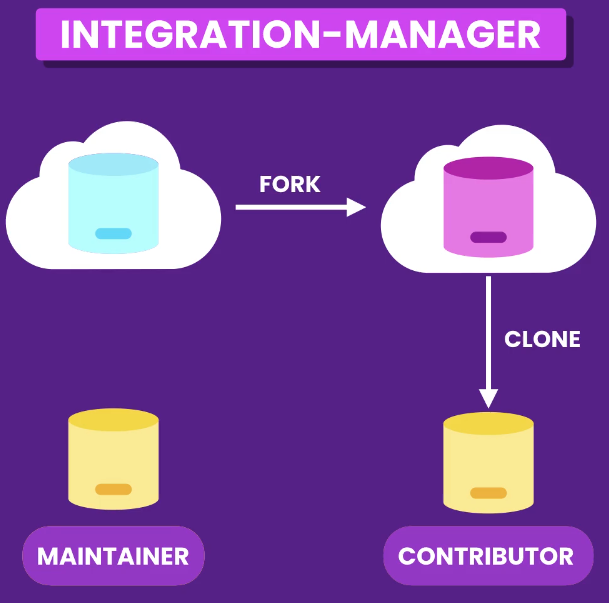 INTEGRATION-MANAGER
FORK
CLONE
MAINTAINER
CONTRIBUTOR